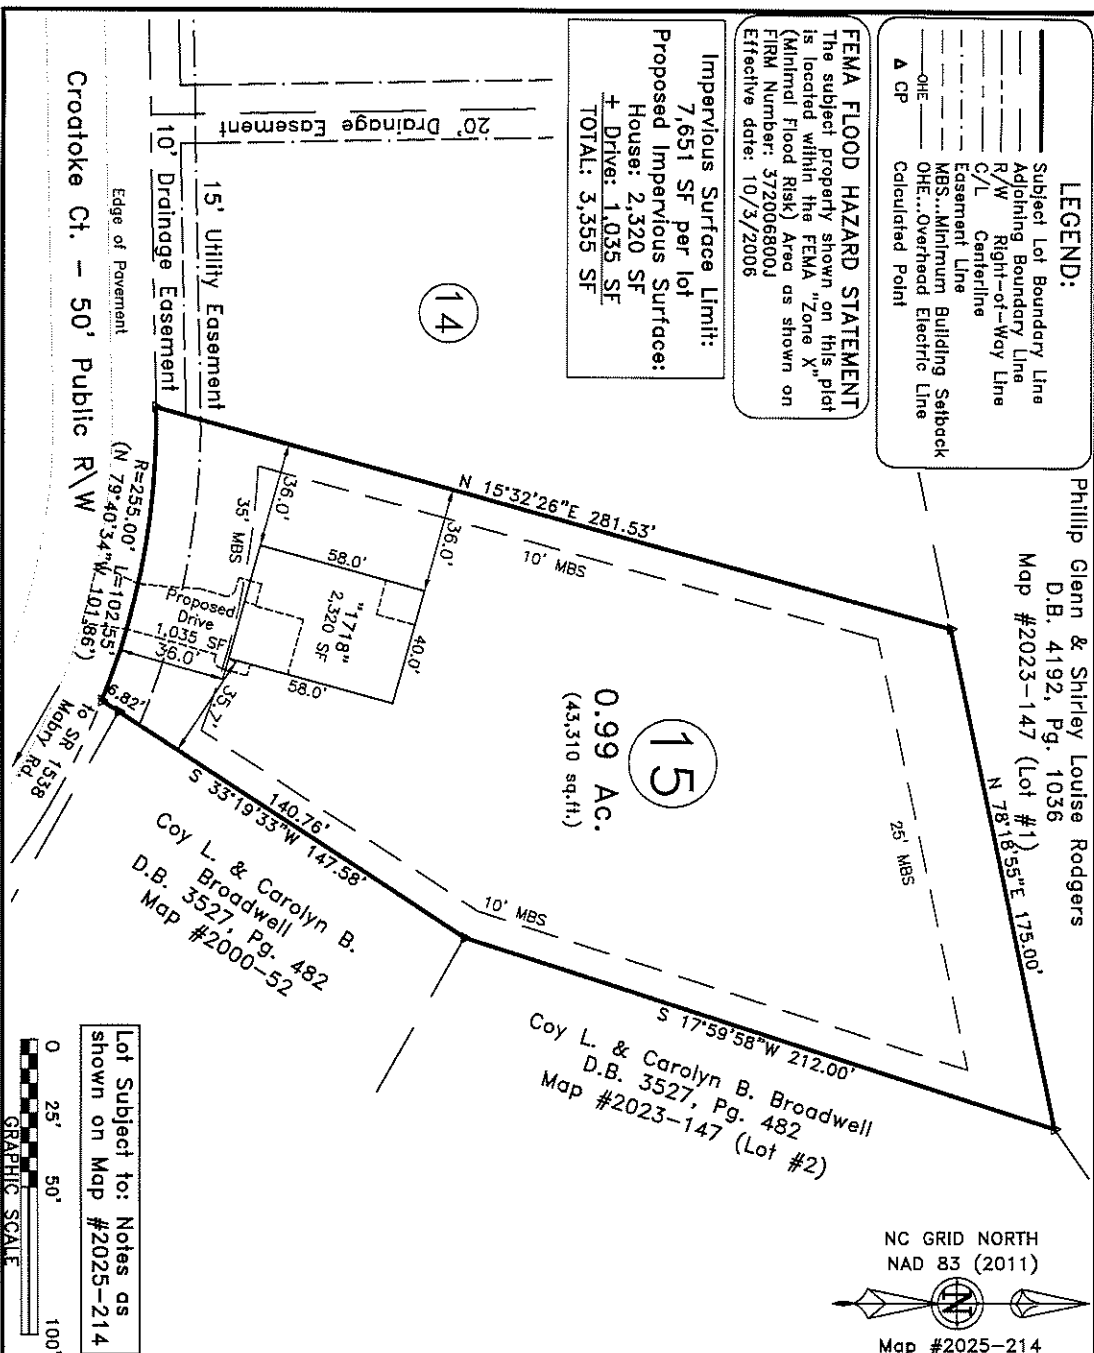 LEGEND:
Subject Lot Boundary Line
Adjoining Boundary Line
R/W Right-of-Way Line
C/L Centerline
Easement Line
MBS...Minimum Building Setback
OHE OHE...Overhead Electric Line
Δ CP Calculated Point
FEMA FLOOD HAZARD STATEMENT
The subject property shown on this plat
is located within the FEMA "Zone X"
(Minimal Flood Risk) Area as shown on
FIRM Number: 372006800J
Effective date: 10/3/2006
Impervious Surface Limit:
7,651 SF per lot
Proposed Impervious Surface:
House: 2,320 SF
+ Drive: 1,035 SF
TOTAL: 3,355 SF
Phillip Glenn & Shirley Louise Rodgers
D.B. 4192, Pg. 1036
Map #2023-147 (Lot #1)
N 78°18'55"E 175.00'
25' MBS
N 15°32'26"E 281.53'
10' MBS
15
0.99 Ac.
(43,310 sq.ft.)
14
20' Drainage Easement
15' Utility Easement
10' Drainage Easement
Edge of Pavement
Croatoke Ct. - 50' Public R\W
R=255.00' L=102.55'
(N 79°40'34"W 101.86')
36.0'
36.0'
35' MBS
58.0'
"1718"
2,320 SF
40.0'
58.0'
Proposed
Drive
1,035 SF
36.0'
35.7'
6.82'
to SR 1538
Mabry Rd.
140.76'
S 33°19'33"W 147.58'
Coy L. & Carolyn B.
Broadwell
D.B. 3527, Pg. 482
Map #2000-52
10' MBS
S 17°59'58"W 212.00'
Coy L. & Carolyn B. Broadwell
D.B. 3527, Pg. 482
Map #2023-147 (Lot #2)
NC GRID NORTH
NAD 83 (2011)
N
Map #2025-214
Lot Subject to: Notes as
shown on Map #2025-214
0 25' 50' 100'
GRAPHIC SCALE